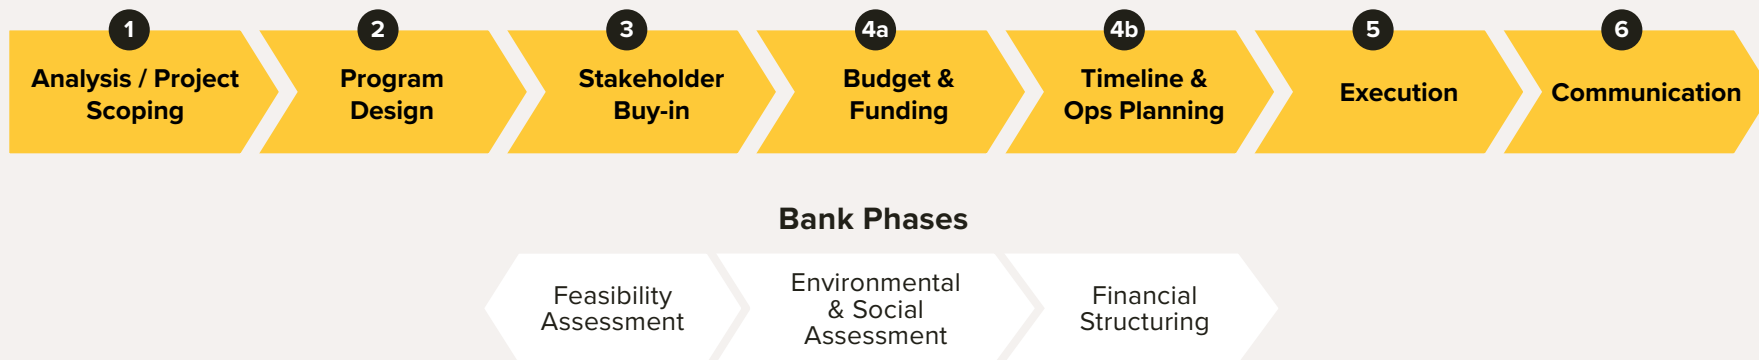 1
Analysis / Project
Scoping
2
Program
Design
3
Stakeholder
Buy-in
4a
Budget &
Funding
4b
Timeline &
Ops Planning
5
Execution
6
Communication
Bank Phases
Feasibility
Assessment
Environmental
& Social
Assessment
Financial
Structuring